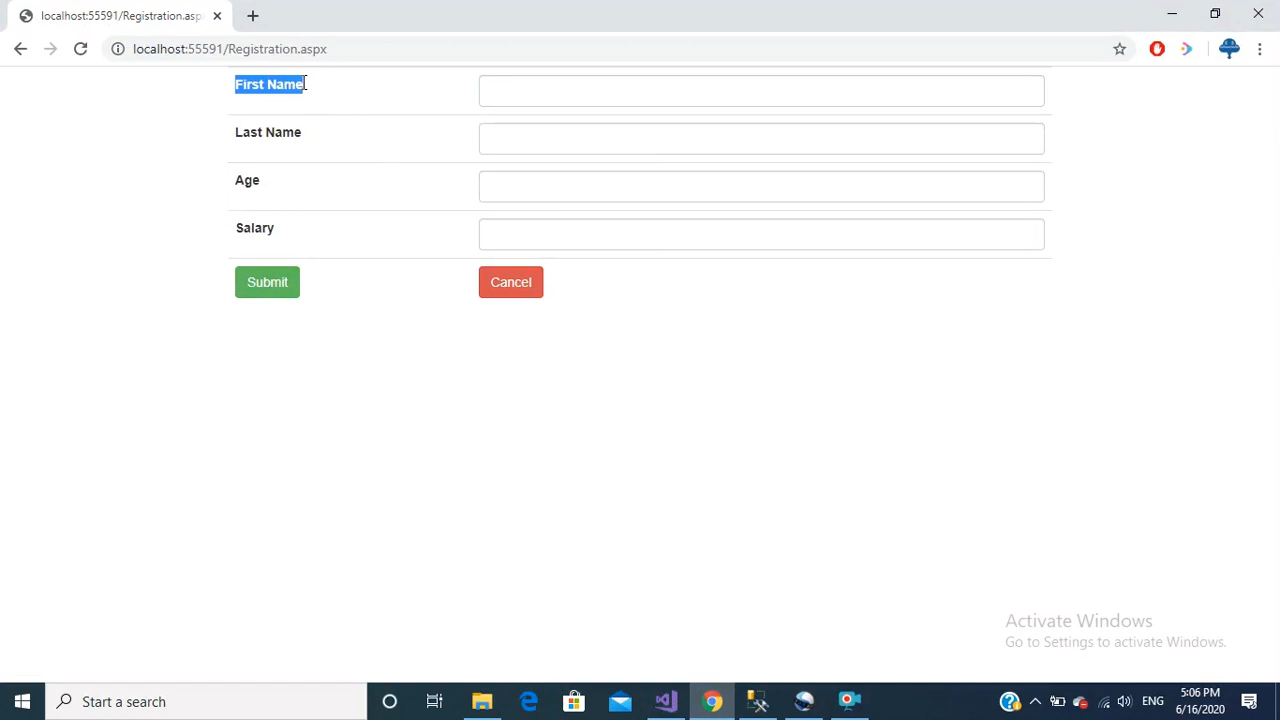 localhost:55591/Registration.asp
localhost:55591/Registration.aspx
First Name
Last Name
Age
Salary
Submit
Cancel
Activate Windows
Go to Settings to activate Windows.
Start a search
ENG
5:06 PM
6/16/2020